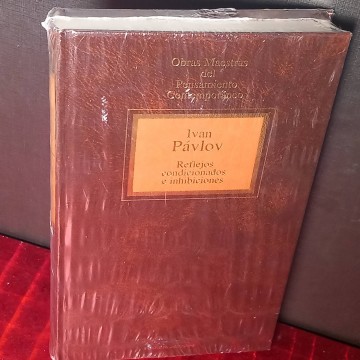 Obras Maestras
del
Pensamiento
Contemporáneo
Ivan
Pávlov
Reflejos
condicionados
e inhibiciones